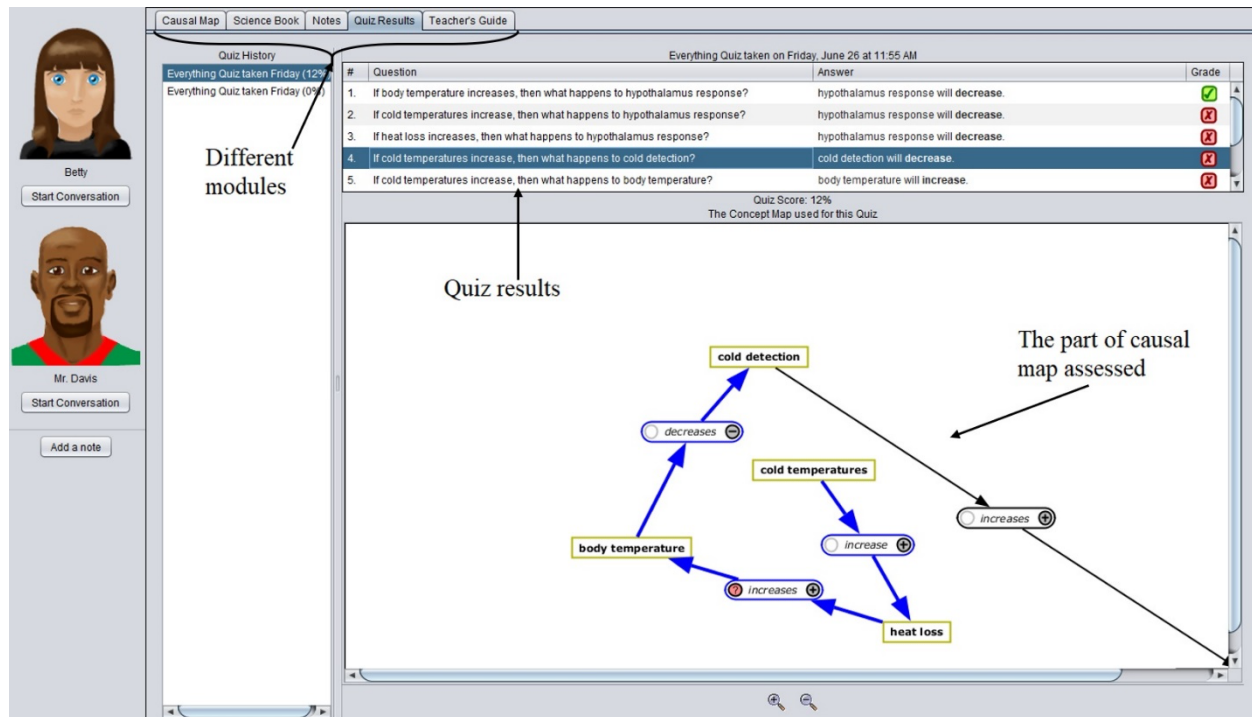 Causal Map Science Book Notes Quiz Results Teacher's Guide
Betty
Start Conversation
Mr. Davis
Start Conversation
Add a note
Quiz History
Everything Quiz taken Friday (12%
Everything Quiz taken Friday (0%)
Different
modules
Everything Quiz taken on Friday, June 26 at 11:55 AM
# Question Answer Grade
1. If body temperature increases, then what happens to hypothalamus response? hypothalamus response will decrease.
2. If cold temperatures increase, then what happens to hypothalamus response? hypothalamus response will decrease.
3. If heat loss increases, then what happens to hypothalamus response? hypothalamus response will decrease.
4. If cold temperatures increase, then what happens to cold detection? cold detection will decrease.
5. If cold temperatures increase, then what happens to body temperature? body temperature will increase.
Quiz Score: 12%
The Concept Map used for this Quiz
Quiz results
The part of causal
map assessed
cold detection
decreases
cold temperatures
increases
body temperature
increase
? increases
heat loss